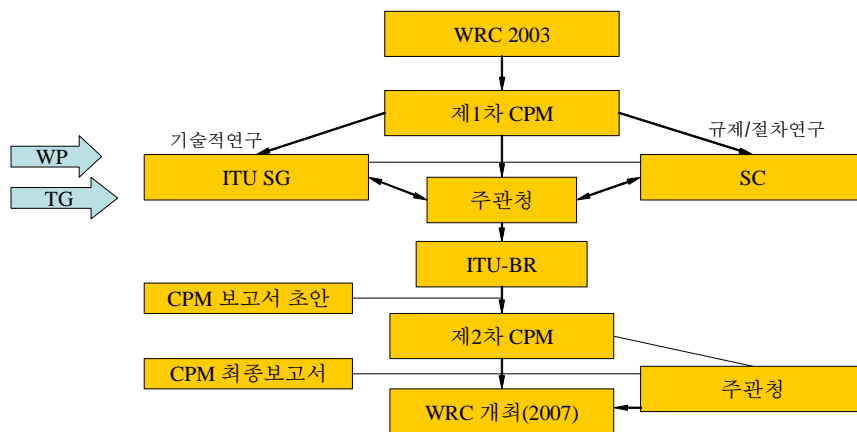 WRC 2003
제1차 CPM
기술적연구
규제/절차연구
WP
ITU SG
SC
TG
주관청
ITU-BR
CPM 보고서 초안
제2차 CPM
CPM 최종보고서
주관청
WRC 개최(2007)